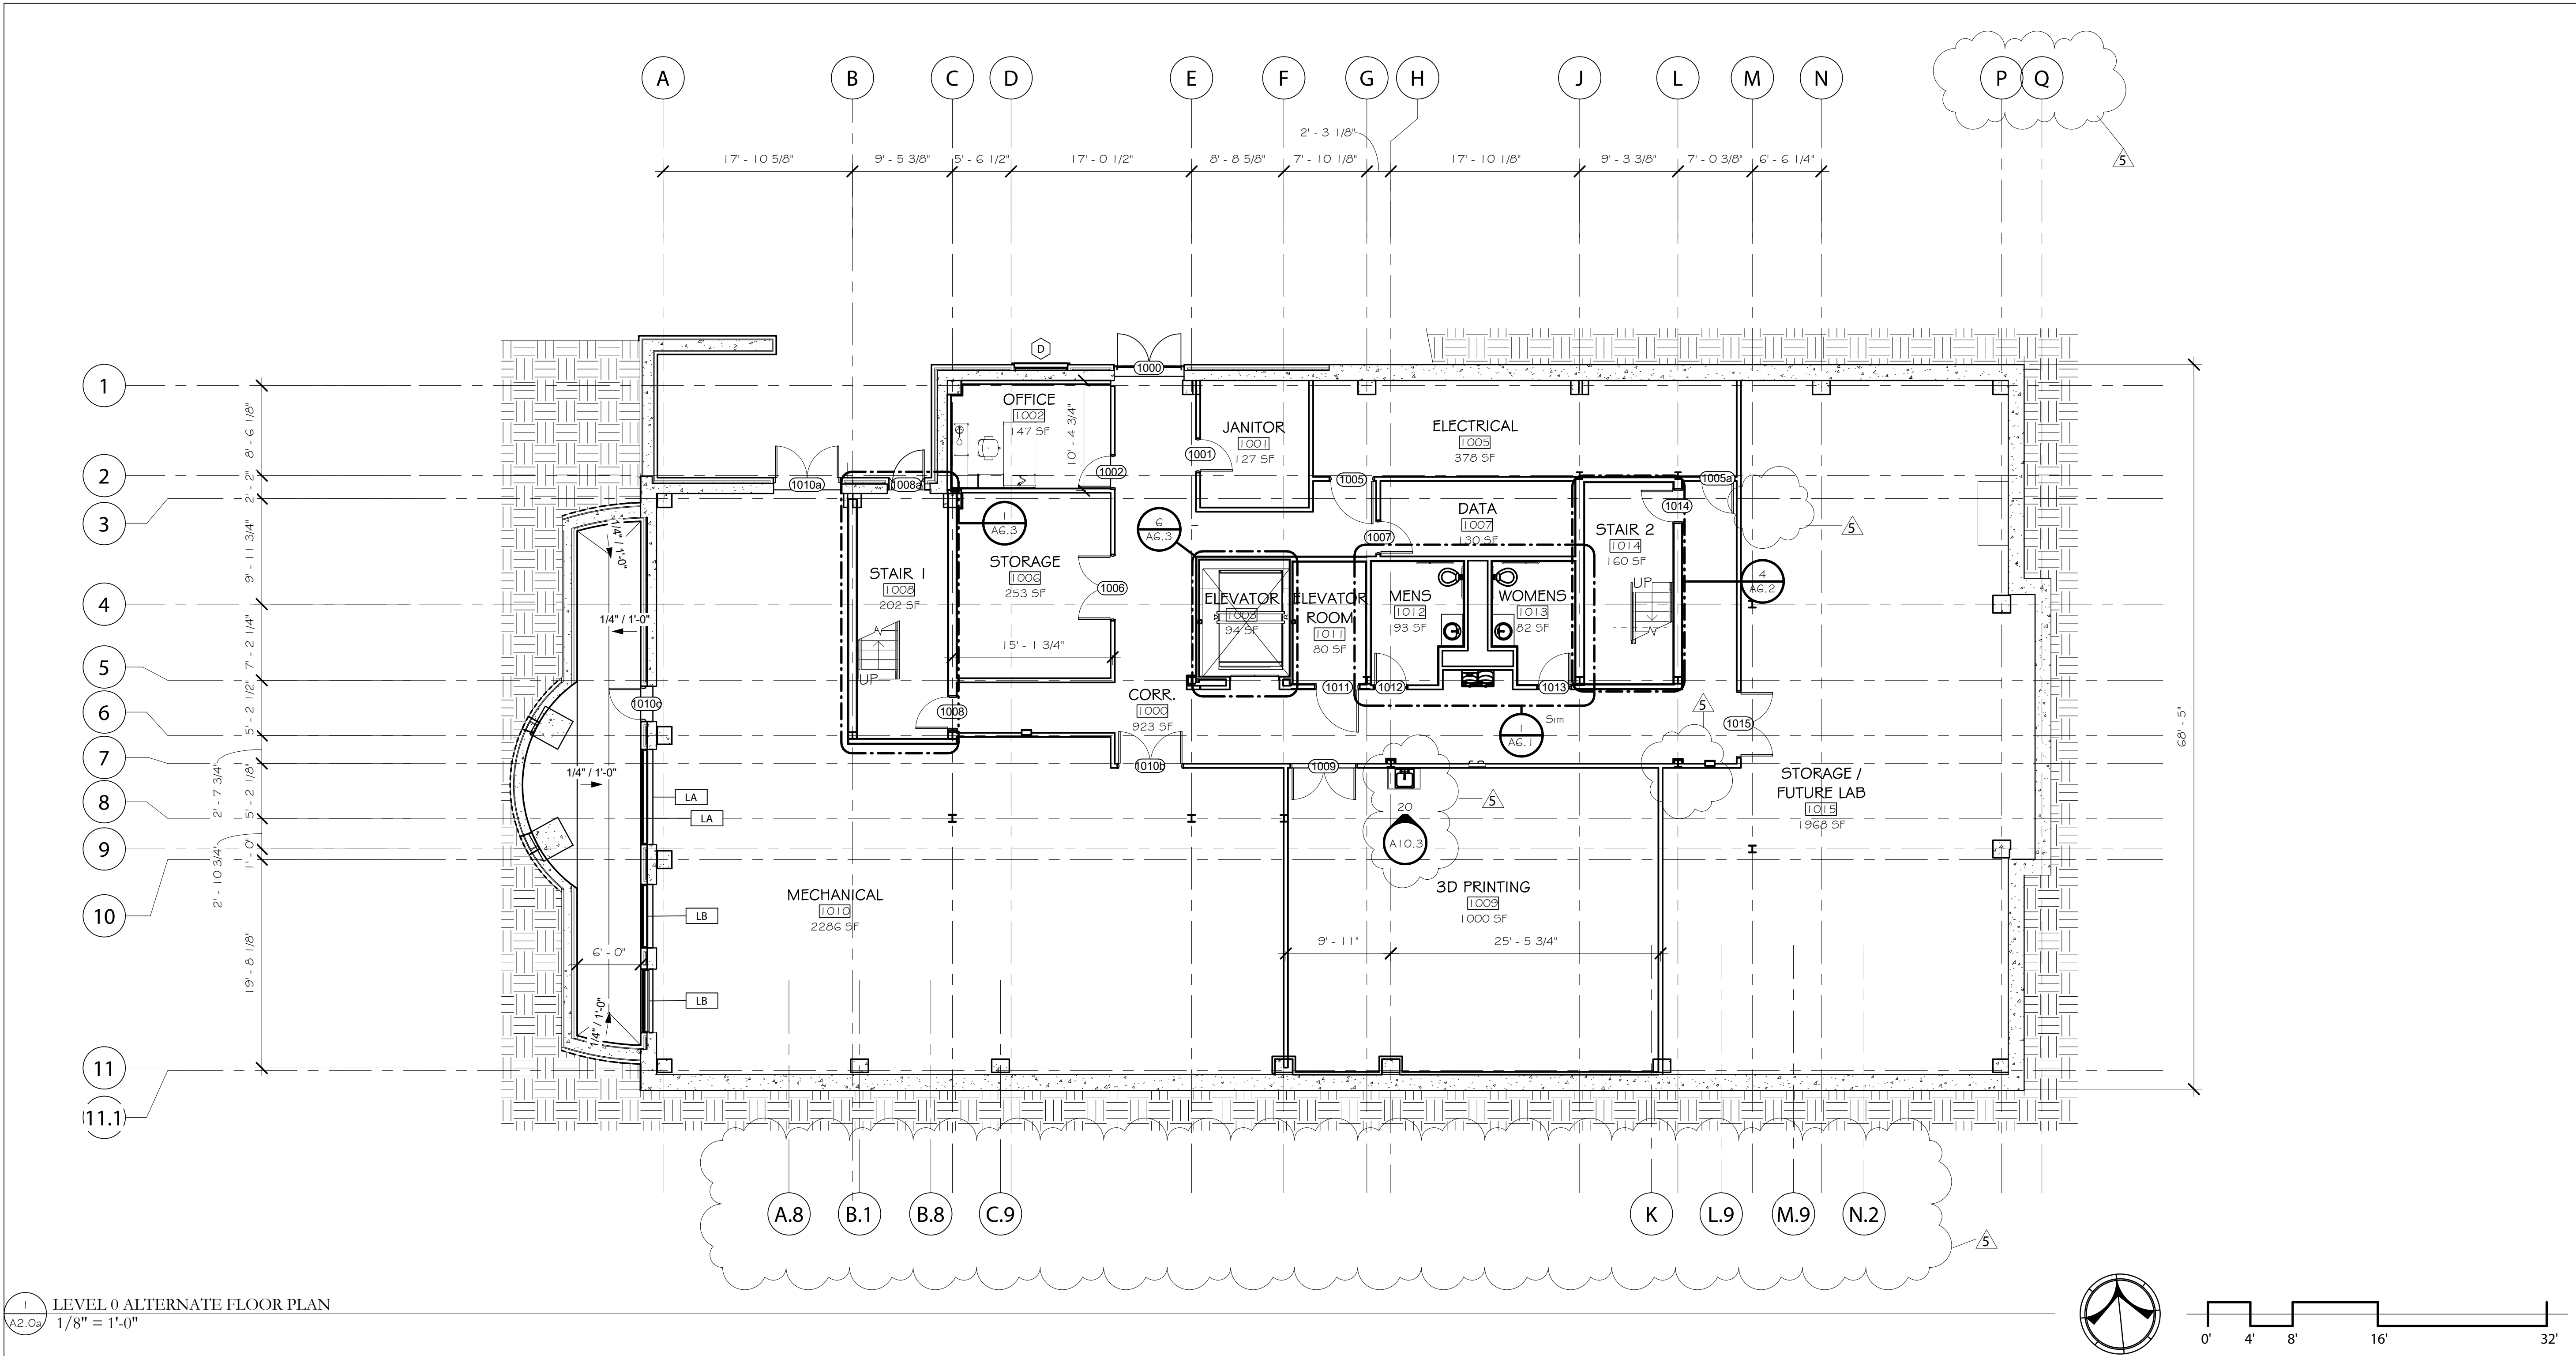 A B C D E F G H J L M N P Q
2' - 3 1/8"
17' - 10 5/8" 9' - 5 3/8" 5' - 6 1/2" 17' - 0 1/2" 8' - 8 5/8" 7' - 10 1/8" 17' - 10 1/8" 9' - 3 3/8" 7' - 0 3/8" 6' - 6 1/4"
5
D
1000
1
OFFICE
1002
147 SF
10' - 4 3/4"
JANITOR
1001
127 SF
ELECTRICAL
1005
378 SF
8' - 6 1/8"
1001
1002
2
1010a
1008a
1005
1005a
2' - 2"
3
1
A6.3
6
A6.3
DATA
1007
130 SF
1007
1014
5
STAIR 2
1014
160 SF
UP
4
A6.2
1/4" / 1'-0"
9' - 11 3/4"
STAIR 1
1008
202 SF
UP
STORAGE
1006
253 SF
1006
15' - 1 3/4"
4
1/4" / 1'-0"
ELEVATOR
1003
94 SF
ELEVATOR
ROOM
1011
80 SF
MENS
1012
93 SF
WOMENS
1013
82 SF
7' - 2 1/4"
5
1011
1012
1013
5' - 2 1/2"
6
1010c
1008
CORR.
1000
923 SF
1
A6.1
Sim
5
1015
68' - 5"
7
2' - 7 3/4"
1/4" / 1'-0"
1010b
1009
STORAGE /
FUTURE LAB
1015
1968 SF
5' - 2 1/8"
8
LA
LA
20
A10.3
5
9
2' - 10 3/4"
1' - 0"
10
MECHANICAL
1010
2286 SF
LB
3D PRINTING
1009
1000 SF
9' - 11"
25' - 5 3/4"
19' - 8 1/8"
6' - 0"
LB
1/4" / 1'-0"
11
11.1
A.8 B.1 B.8 C.9 K L.9 M.9 N.2
5
1
A2.0a
LEVEL 0 ALTERNATE FLOOR PLAN
1/8" = 1'-0"
0' 4' 8' 16' 32'